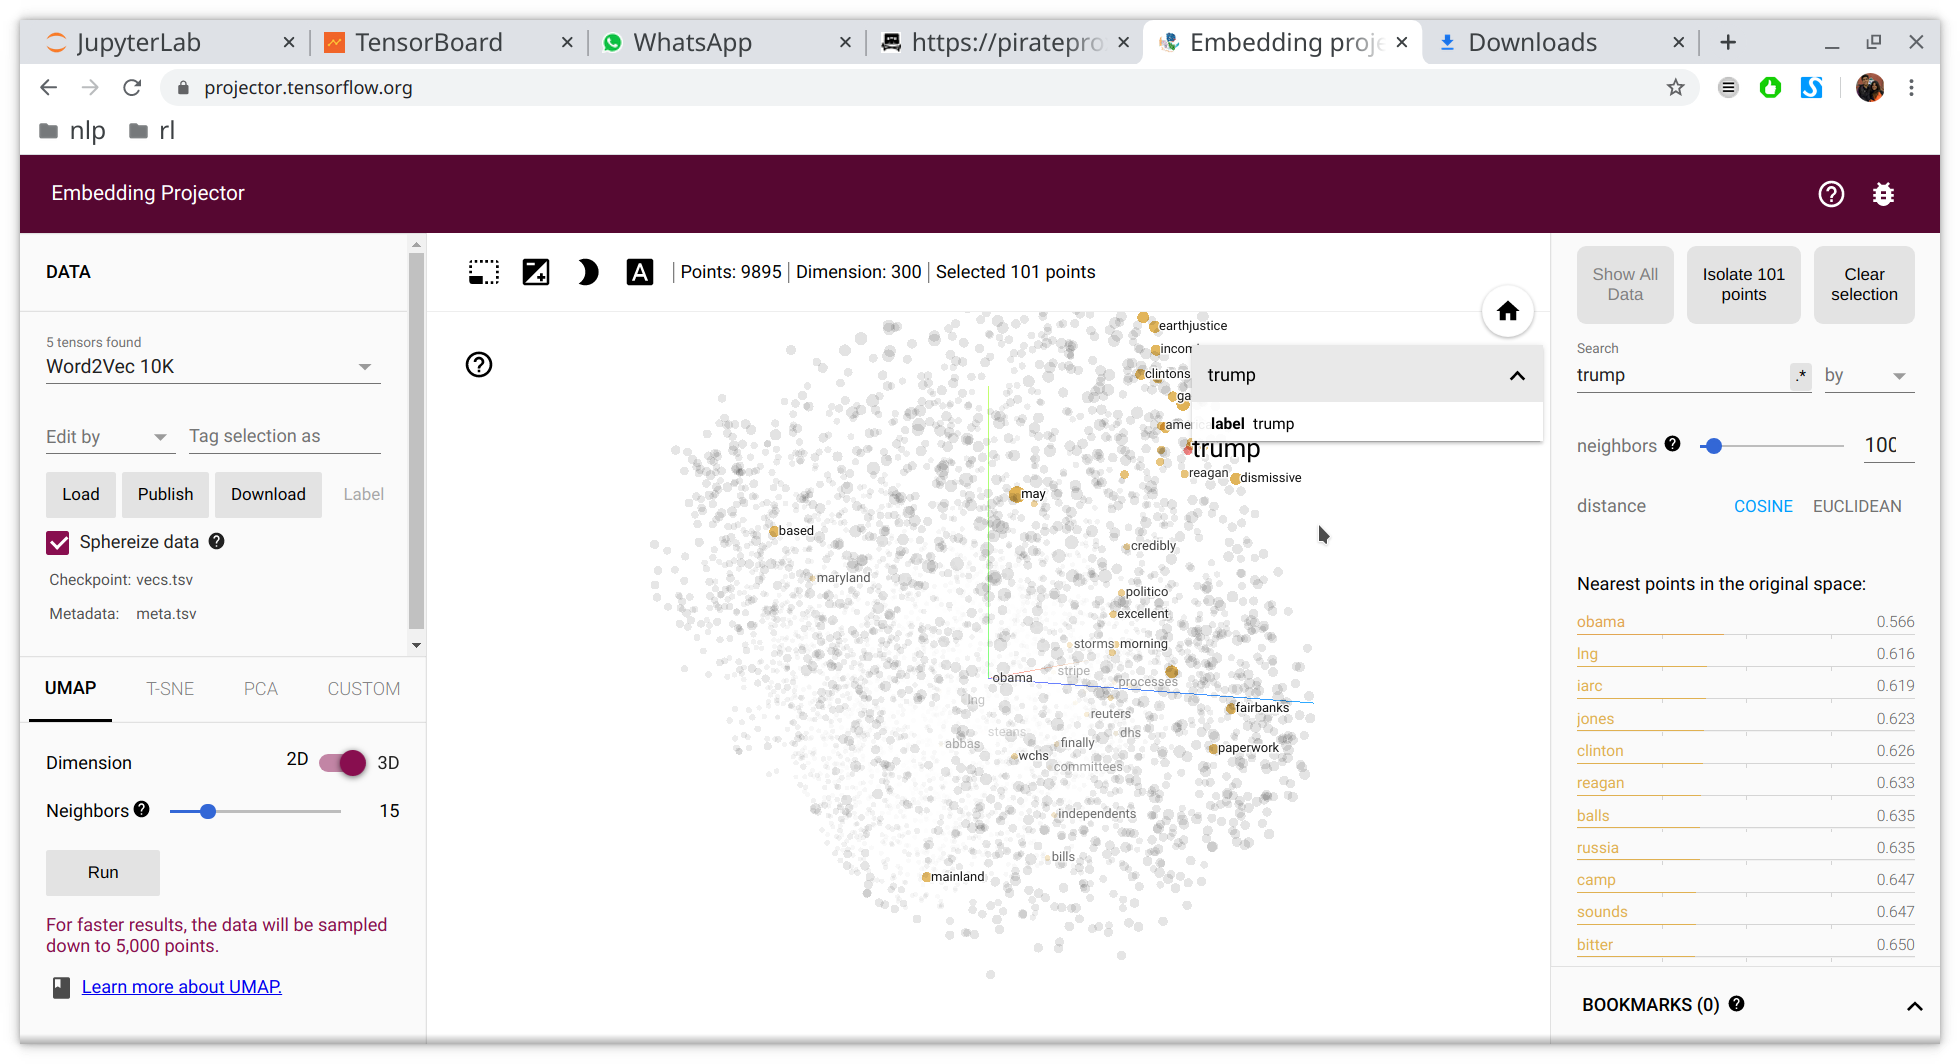 JupyterLab
TensorBoard
WhatsApp
https://piratepro
Embedding proje
Downloads
projector.tensorflow.org
nlp
rl
Embedding Projector
DATA
5 tensors found
Word2Vec 10K
Edit by
Tag selection as
Load
Publish
Download
Label
Sphereize data
Checkpoint: vecs.tsv
Metadata: meta.tsv
UMAP
T-SNE
PCA
CUSTOM
Dimension
2D
3D
Neighbors
15
Run
For faster results, the data will be sampled
down to 5,000 points.
Learn more about UMAP.
A
Points: 9895
Dimension: 300
Selected 101 points
earthjustice
incom
clintons
ga
ameri
trump
label trump
trump
reagan
dismissive
may
based
credibly
maryland
politico
excellent
storms
morning
stripe
obama
processes
lng
fairbanks
reuters
steans
dhs
abbas
finally
paperwork
wchs
committees
independents
bills
mainland
Show All
Data
Isolate 101
points
Clear
selection
Search
trump
.*
by
neighbors
100
distance
COSINE
EUCLIDEAN
Nearest points in the original space:
obama 0.566
lng 0.616
iarc 0.619
jones 0.623
clinton 0.626
reagan 0.633
balls 0.635
russia 0.635
camp 0.647
sounds 0.647
bitter 0.650
BOOKMARKS (0)